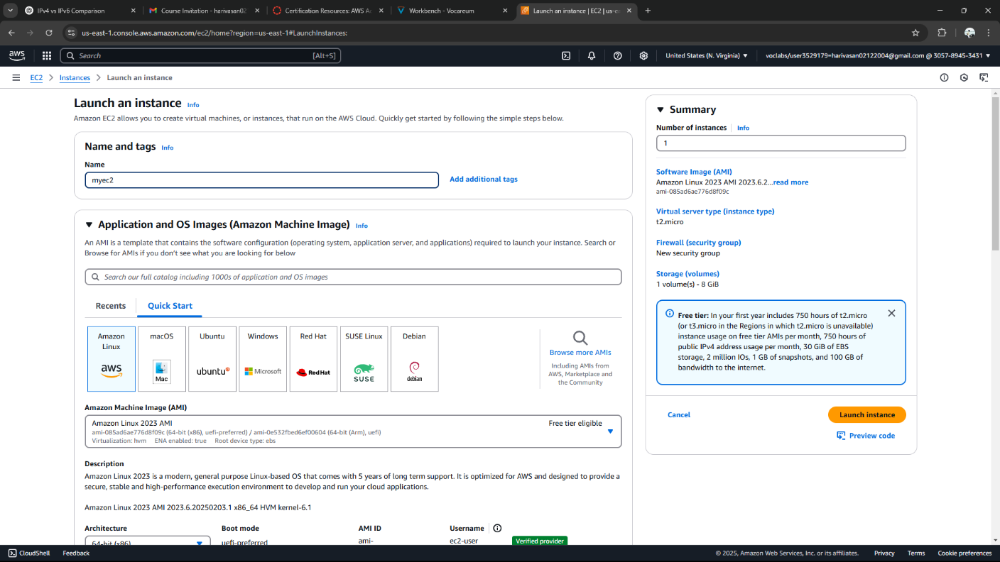 IPv4 vs IPv6 Comparison
Course Invitation - harivasan02
Certification Resources: AWS Ac
Workbench - Vocareum
Launch an instance | EC2 | us-ea
us-east-1.console.aws.amazon.com/ec2/home?region=us-east-1#LaunchInstances:
aws
Search
[Alt+S]
United States (N. Virginia)
voclabs/user3529179=harivasan02122004@gmail.com @ 3057-8945-3431
EC2
Instances
Launch an instance
Launch an instance Info
Amazon EC2 allows you to create virtual machines, or instances, that run on the AWS Cloud. Quickly get started by following the simple steps below.
Name and tags Info
Name
myec2
Add additional tags
Application and OS Images (Amazon Machine Image) Info
An AMI is a template that contains the software configuration (operating system, application server, and applications) required to launch your instance. Search or
Browse for AMIs if you don't see what you are looking for below
Search our full catalog including 1000s of application and OS images
Recents
Quick Start
Amazon
Linux
aws
macOS
Mac
Ubuntu
ubuntu
Windows
Microsoft
Red Hat
Red Hat
SUSE Linux
SUSE
Debian
debian
Browse more AMIs
Including AMIs from
AWS, Marketplace and
the Community
Amazon Machine Image (AMI)
Amazon Linux 2023 AMI
Free tier eligible
ami-085ad6ae776d8f09c (64-bit (x86), uefi-preferred) / ami-0e532fbed6ef00604 (64-bit (Arm), uefi)
Virtualization: hvm ENA enabled: true Root device type: ebs
Description
Amazon Linux 2023 is a modern, general purpose Linux-based OS that comes with 5 years of long term support. It is optimized for AWS and designed to provide a
secure, stable and high-performance execution environment to develop and run your cloud applications.
Amazon Linux 2023 AMI 2023.6.20250203.1 x86_64 HVM kernel-6.1
Architecture
Boot mode
AMI ID
Username
64-bit (x86)
uefi-preferred
ami-
ec2-user
Verified provider
Summary
Number of instances Info
1
Software Image (AMI)
Amazon Linux 2023 AMI 2023.6.2...read more
ami-085ad6ae776d8f09c
Virtual server type (instance type)
t2.micro
Firewall (security group)
New security group
Storage (volumes)
1 volume(s) - 8 GiB
Free tier: In your first year includes 750 hours of t2.micro
(or t3.micro in the Regions in which t2.micro is unavailable)
instance usage on free tier AMIs per month, 750 hours of
public IPv4 address usage per month, 30 GiB of EBS
storage, 2 million IOs, 1 GB of snapshots, and 100 GB of
bandwidth to the internet.
Cancel
Launch instance
Preview code
CloudShell
Feedback
© 2025, Amazon Web Services, Inc. or its affiliates.
Privacy
Terms
Cookie preferences